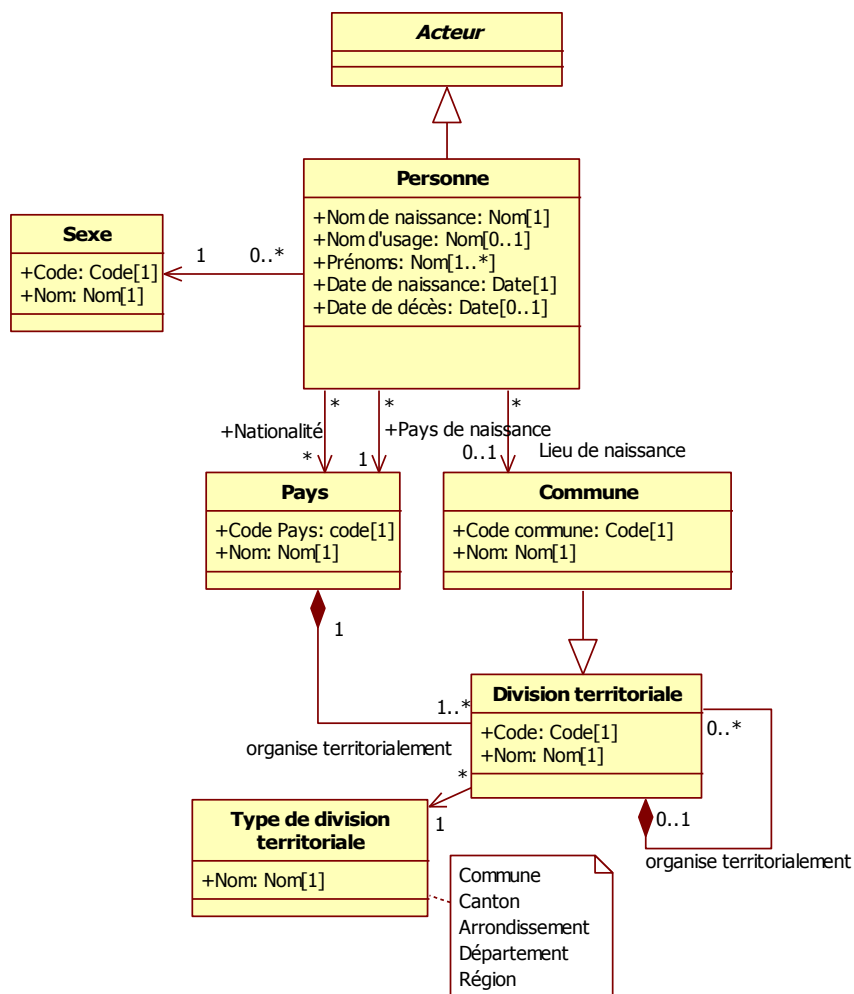 Acteur
Personne
+Nom de naissance: Nom[1]
+Nom d'usage: Nom[0..1]
+Prénoms: Nom[1..*]
+Date de naissance: Date[1]
+Date de décès: Date[0..1]
Sexe
+Code: Code[1]
+Nom: Nom[1]
1
0..*
*
*
*
+Nationalité
+Pays de naissance
*
1
0..1
Lieu de naissance
Pays
+Code Pays: code[1]
+Nom: Nom[1]
Commune
+Code commune: Code[1]
+Nom: Nom[1]
1
Division territoriale
+Code: Code[1]
+Nom: Nom[1]
1..*
0..*
organise territorialement
*
1
0..1
organise territorialement
Type de division
territoriale
+Nom: Nom[1]
Commune
Canton
Arrondissement
Département
Région